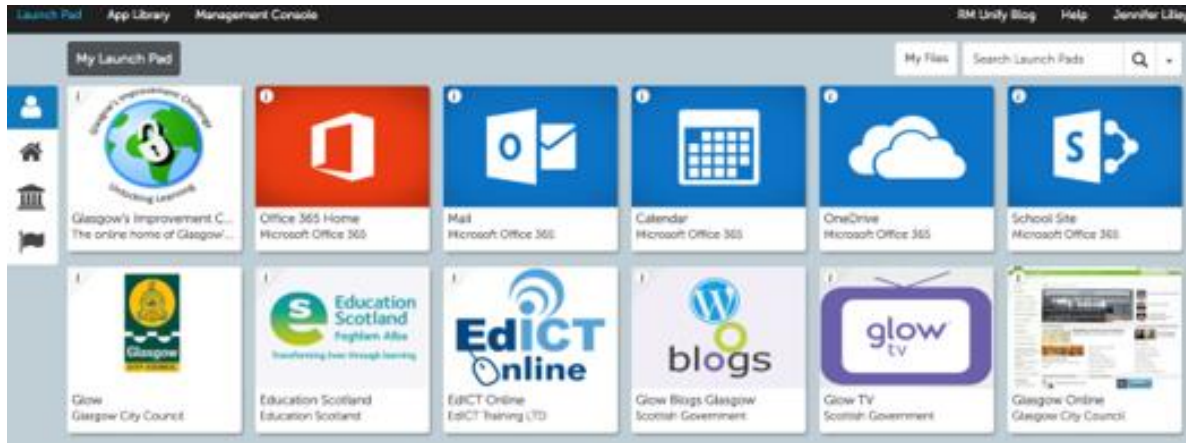 Launch Pad App Library Management Console RM Unify Blog Help Jennifer Lilley
My Launch Pad My Files Search Launch Pads
Glasgow's Improvement Challenge
Unlocking Learning
Glasgow's Improvement C...
The online home of Glasgow'...
Office 365 Home
Microsoft Office 365
O
Mail
Microsoft Office 365
Calendar
Microsoft Office 365
OneDrive
Microsoft Office 365
S
School Site
Microsoft Office 365
Glasgow
CITY COUNCIL
Glow
Glasgow City Council
Education
Scotland
Foghlam Alba
Transforming lives through learning
Education Scotland
Education Scotland
EdICT
Online
EdICT Online
EdICT Training LTD
W
blogs
Glow Blogs Glasgow
Scottish Government
glow
tv
Glow TV
Scottish Government
Glasgow Online
Glasgow City Council